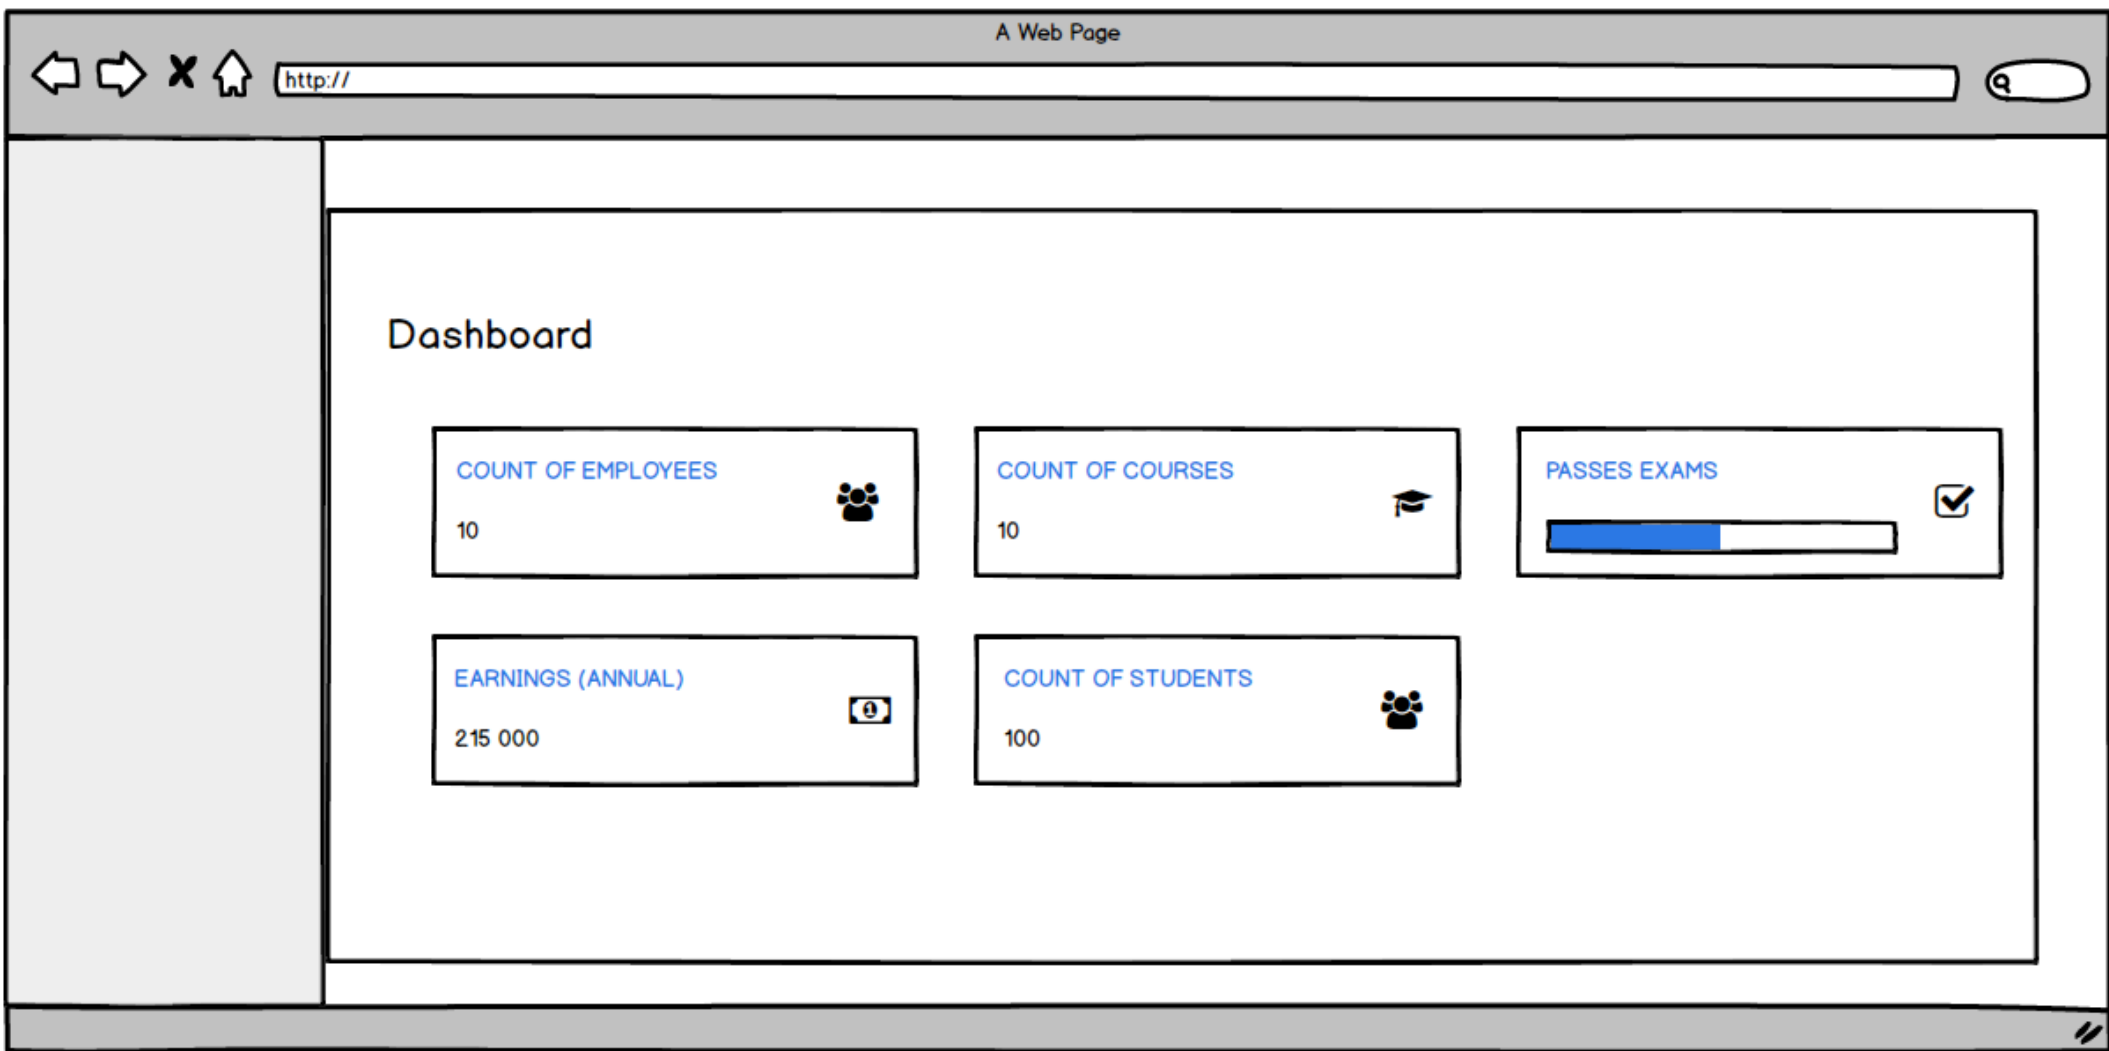 A Web Page
http://
Dashboard
COUNT OF EMPLOYEES
10
COUNT OF COURSES
10
PASSES EXAMS
EARNINGS (ANNUAL)
215 000
COUNT OF STUDENTS
100